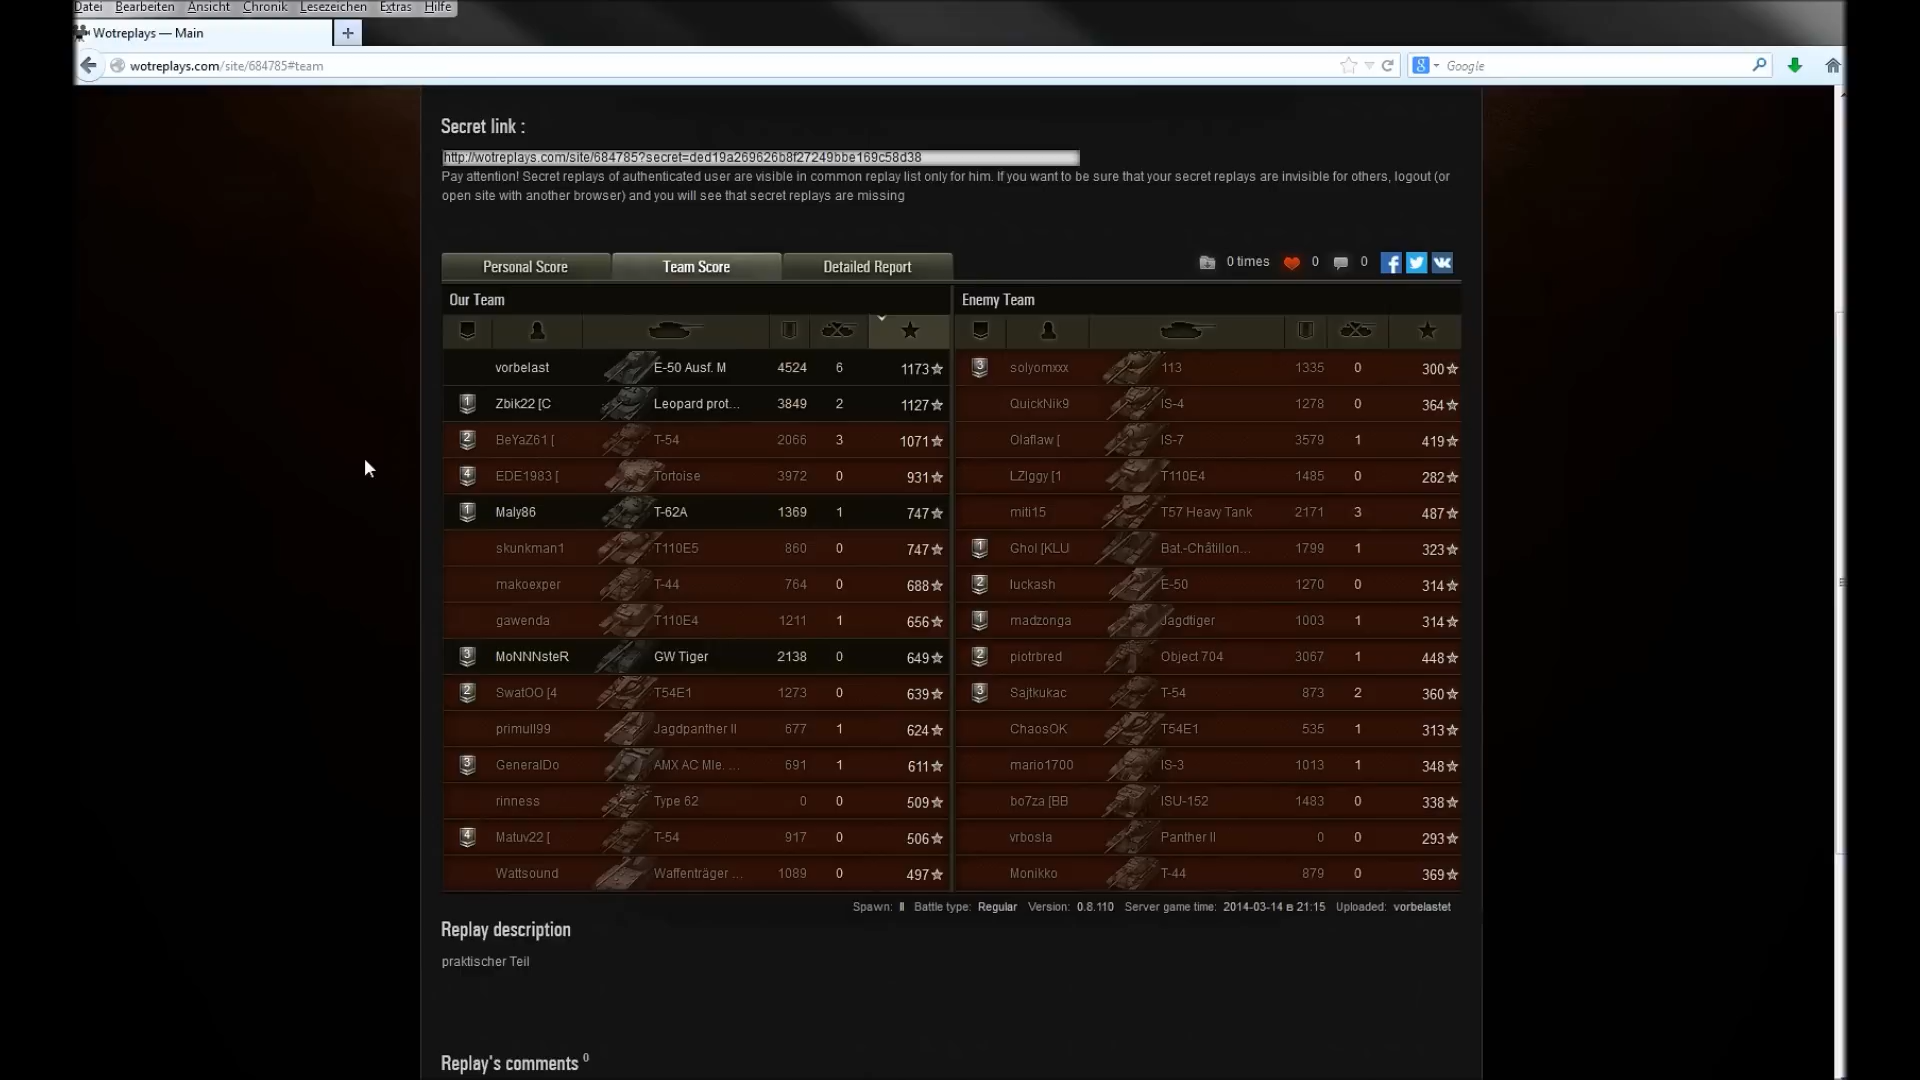 Datei Bearbeiten Ansicht Chronik Lesezeichen Extras Hilfe
Wotreplays — Main
wotreplays.com/site/684785#team
Google
Secret link :
http://wotreplays.com/site/684785?secret=ded19a269626b8f27249bbe169c58d38
Pay attention! Secret replays of authenticated user are visible in common replay list only for him. If you want to be sure that your secret replays are invisible for others, logout (or
open site with another browser) and you will see that secret replays are missing
Personal Score Team Score Detailed Report 0 times 0 0
Our Team Enemy Team
vorbelast E-50 Ausf. M 4524 6 1173 3 solyomxxx 113 1335 0 300
1 Zbik22 [C Leopard prot... 3849 2 1127 QuickNik9 IS-4 1278 0 364
2 BeYaZ61 [ T-54 2066 3 1071 Olaflaw [ IS-7 3579 1 419
4 EDE1983 [ Tortoise 3972 0 931 LZIggy [1 T110E4 1485 0 282
1 Maly86 T-62A 1369 1 747 miti15 T57 Heavy Tank 2171 3 487
skunkman1 T110E5 860 0 747 1 Ghol [KLU Bat.-Châtillon... 1799 1 323
makoexper T-44 764 0 688 2 luckash E-50 1270 0 314
gawenda T110E4 1211 1 656 1 madzonga Jagdtiger 1003 1 314
3 MoNNNsteR GW Tiger 2138 0 649 2 piotrbred Object 704 3067 1 448
2 SwatOO [4 T54E1 1273 0 639 3 Sajtkukac T-54 873 2 360
primull99 Jagdpanther II 677 1 624 ChaosOK T54E1 535 1 313
3 GeneralDo AMX AC Mle. ... 691 1 611 mario1700 IS-3 1013 1 348
rinness Type 62 0 0 509 bo7za [BB ISU-152 1483 0 338
4 Matuv22 [ T-54 917 0 506 vrbosla Panther II 0 0 293
Wattsound Waffenträger ... 1089 0 497 Monikko T-44 879 0 369
Spawn: II Battle type: Regular Version: 0.8.110 Server game time: 2014-03-14 в 21:15 Uploaded: vorbelastet
Replay description
praktischer Teil
Replay's comments 0